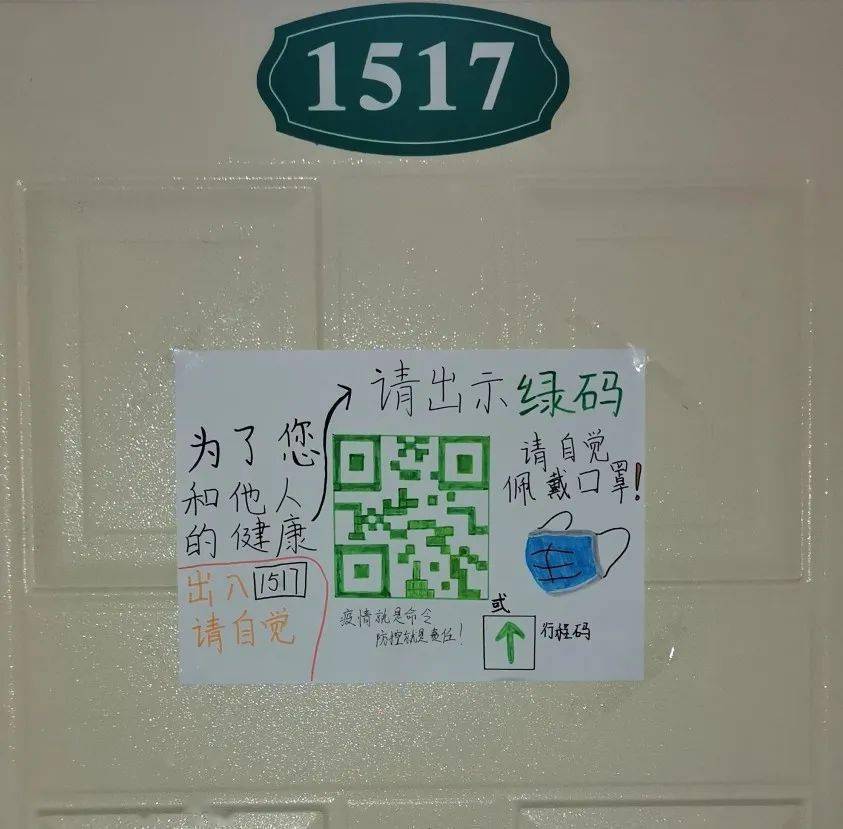 1517
请出示绿码
为了您
和他人
的健康
请自觉
佩戴口罩!
出入1517
请自觉
疫情就是命令
防控就是责任!
或
行程码